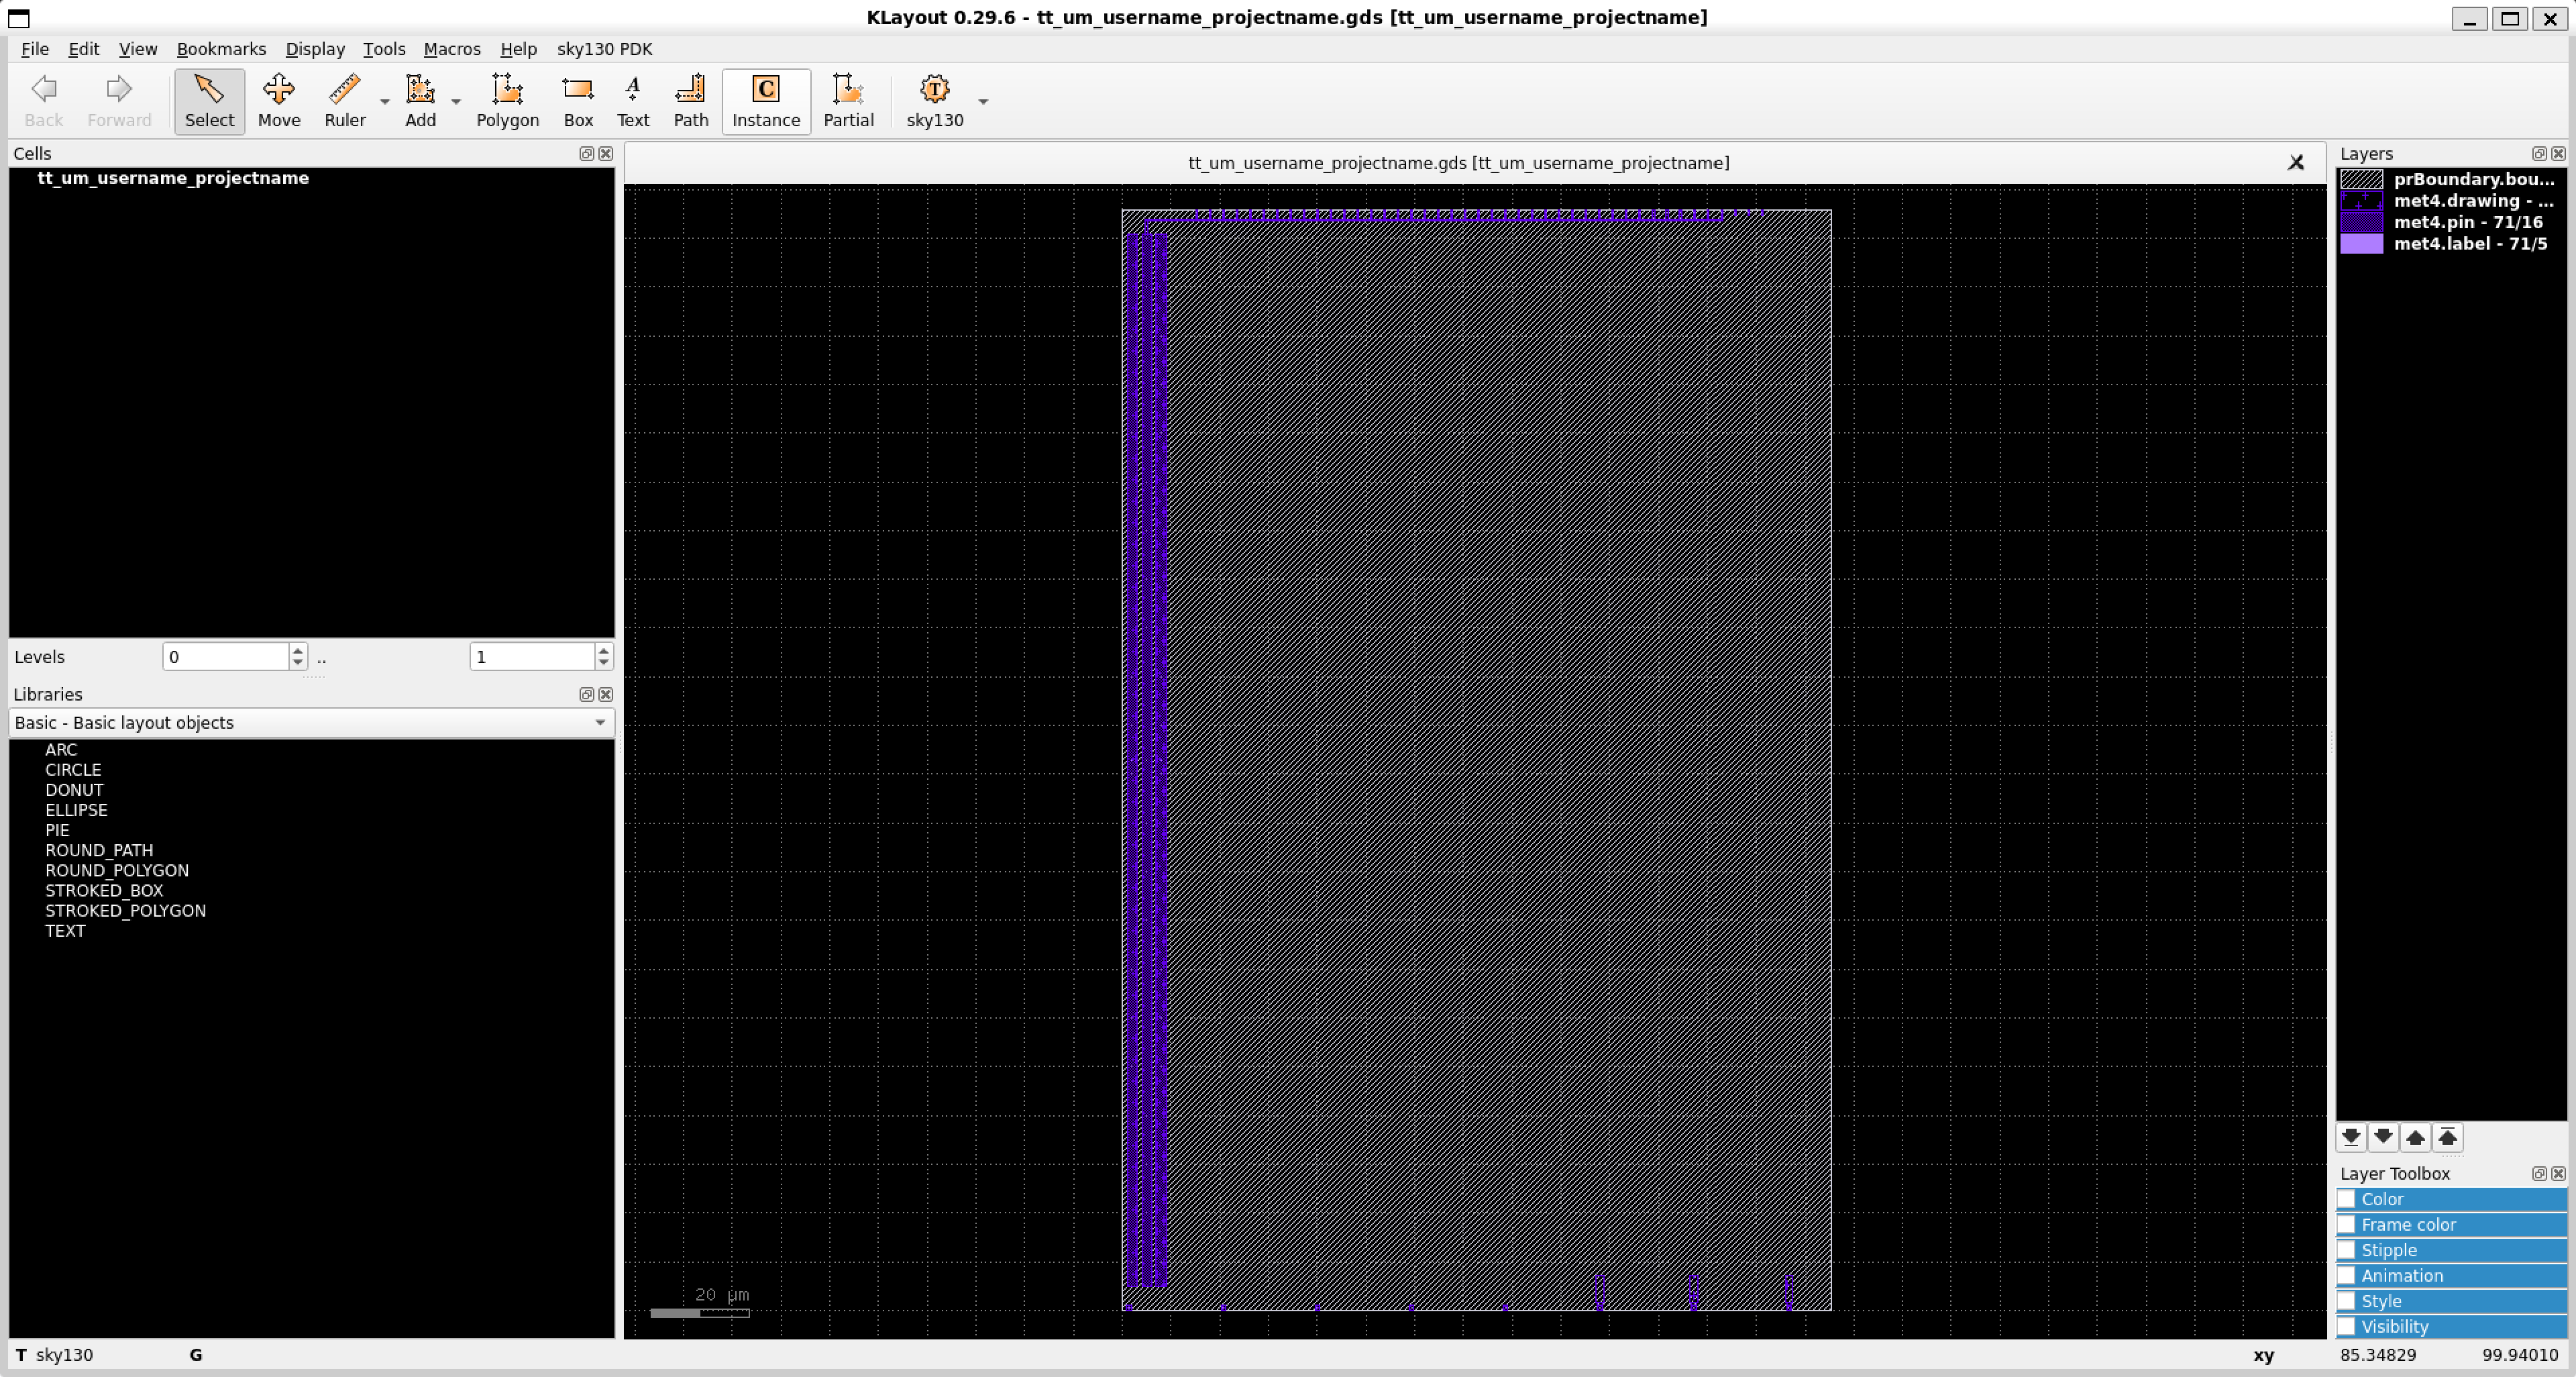 KLayout 0.29.6 - tt_um_username_projectname.gds [tt_um_username_projectname]
File Edit View Bookmarks Display Tools Macros Help sky130 PDK
Back Forward Select Move Ruler Add Polygon Box Text Path Instance Partial sky130
Cells
tt_um_username_projectname
Levels 0 .. 1
Libraries
Basic - Basic layout objects
ARC
CIRCLE
DONUT
ELLIPSE
PIE
ROUND_PATH
ROUND_POLYGON
STROKED_BOX
STROKED_POLYGON
TEXT
tt_um_username_projectname.gds [tt_um_username_projectname]
20 µm
Layers
prBoundary.bou...
met4.drawing - ...
met4.pin - 71/16
met4.label - 71/5
Layer Toolbox
Color
Frame color
Stipple
Animation
Style
Visibility
T sky130 G xy 85.34829 99.94010